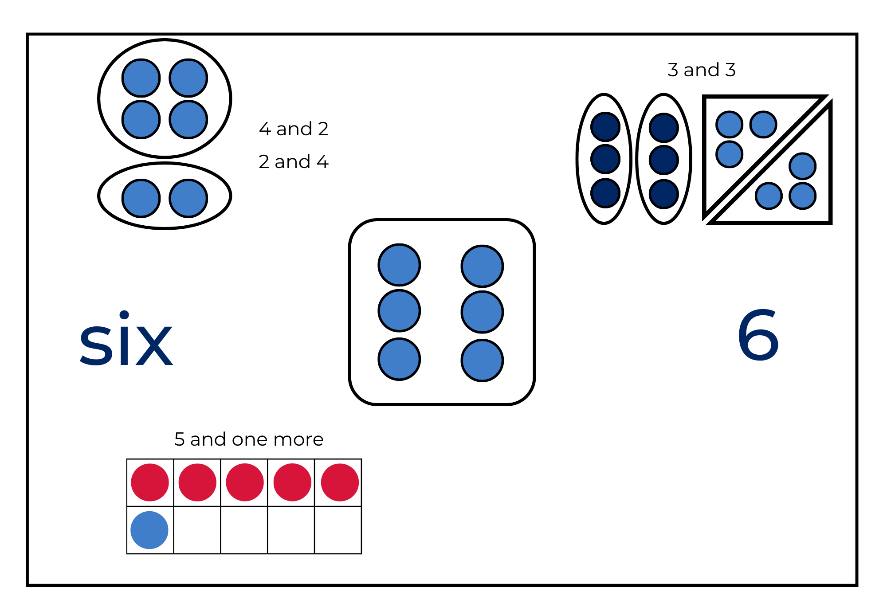 3 and 3
4 and 2
2 and 4
six
6
5 and one more